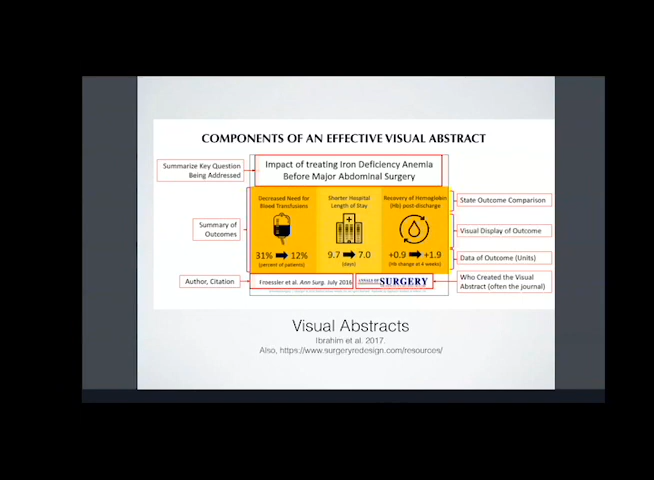 COMPONENTS OF AN EFFECTIVE VISUAL ABSTRACT
Summarize Key Question
Being Addressed
Impact of treating Iron Deficiency Anemia
Before Major Abdominal Surgery
Summary of
Outcomes
Decreased Need for
Blood Transfusions
31% 12%
(percent of patients)
Shorter Hospital
Length of Stay
9.7 7.0
(days)
Recovery of Hemoglobin
(Hb) post-discharge
+0.9 +1.9
(Hb change at 4 weeks)
State Outcome Comparison
Visual Display of Outcome
Data of Outcome (Units)
Author, Citation
Froessler et al. Ann Surg. July 2016
ANNALS OF SURGERY
Who Created the Visual
Abstract (often the journal)
Visual Abstracts
Ibrahim et al. 2017.
Also, https://www.surgeryredesign.com/resources/